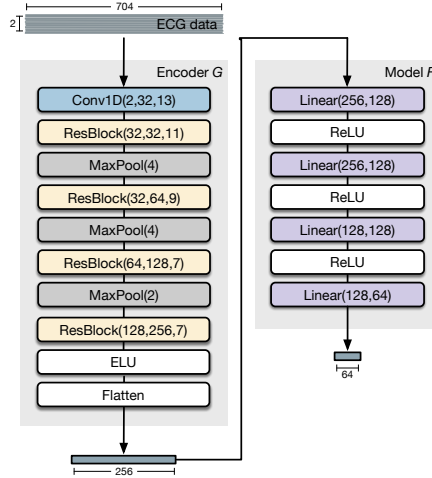 704
2
ECG data
Encoder G
Conv1D(2,32,13)
ResBlock(32,32,11)
MaxPool(4)
ResBlock(32,64,9)
MaxPool(4)
ResBlock(64,128,7)
MaxPool(2)
ResBlock(128,256,7)
ELU
Flatten
256
Model F
Linear(256,128)
ReLU
Linear(256,128)
ReLU
Linear(128,128)
ReLU
Linear(128,64)
64